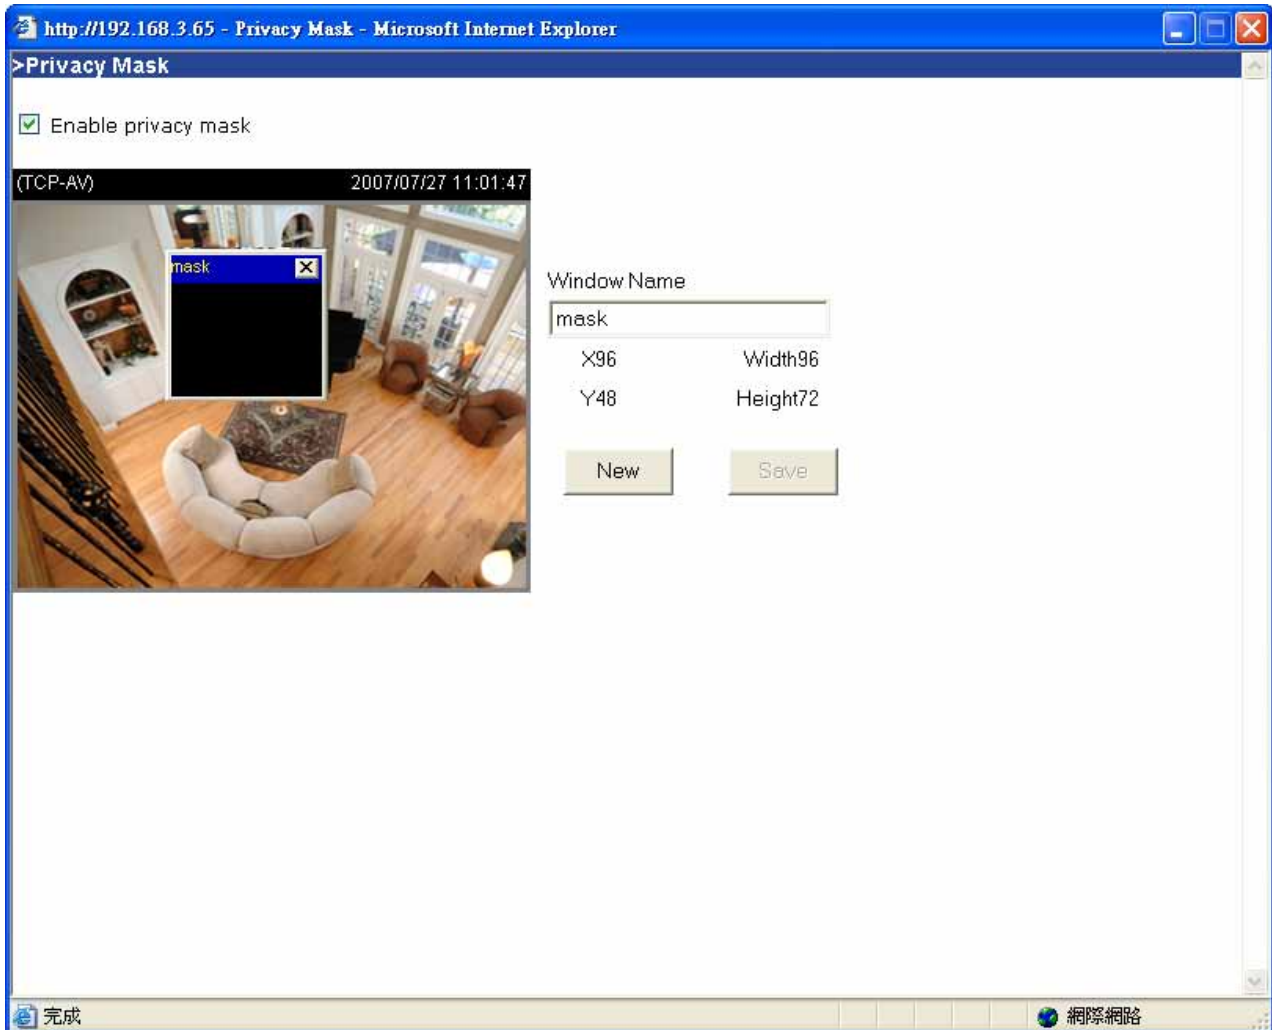 http://192.168.3.65 - Privacy Mask - Microsoft Internet Explorer
>Privacy Mask
Enable privacy mask
(TCP-AV) 2007/07/27 11:01:47
mask
Window Name
mask
X96 Width96
Y48 Height72
New Save
完成 網際網路